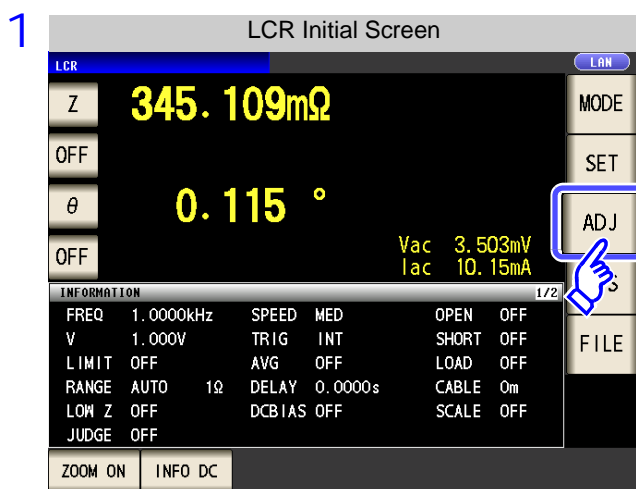 1
LCR Initial Screen
LCR
LAN
Z 345.109mΩ
MODE
OFF
SET
θ 0.115 °
ADJ
OFF
Vac 3.503mV
Iac 10.15mA
INFORMATION 1/2
FREQ 1.0000kHz SPEED MED OPEN OFF
V 1.000V TRIG INT SHORT OFF
FILE
LIMIT OFF AVG OFF LOAD OFF
RANGE AUTO 1Ω DELAY 0.0000s CABLE 0m
LOW Z OFF DCBIAS OFF SCALE OFF
JUDGE OFF
ZOOM ON INFO DC